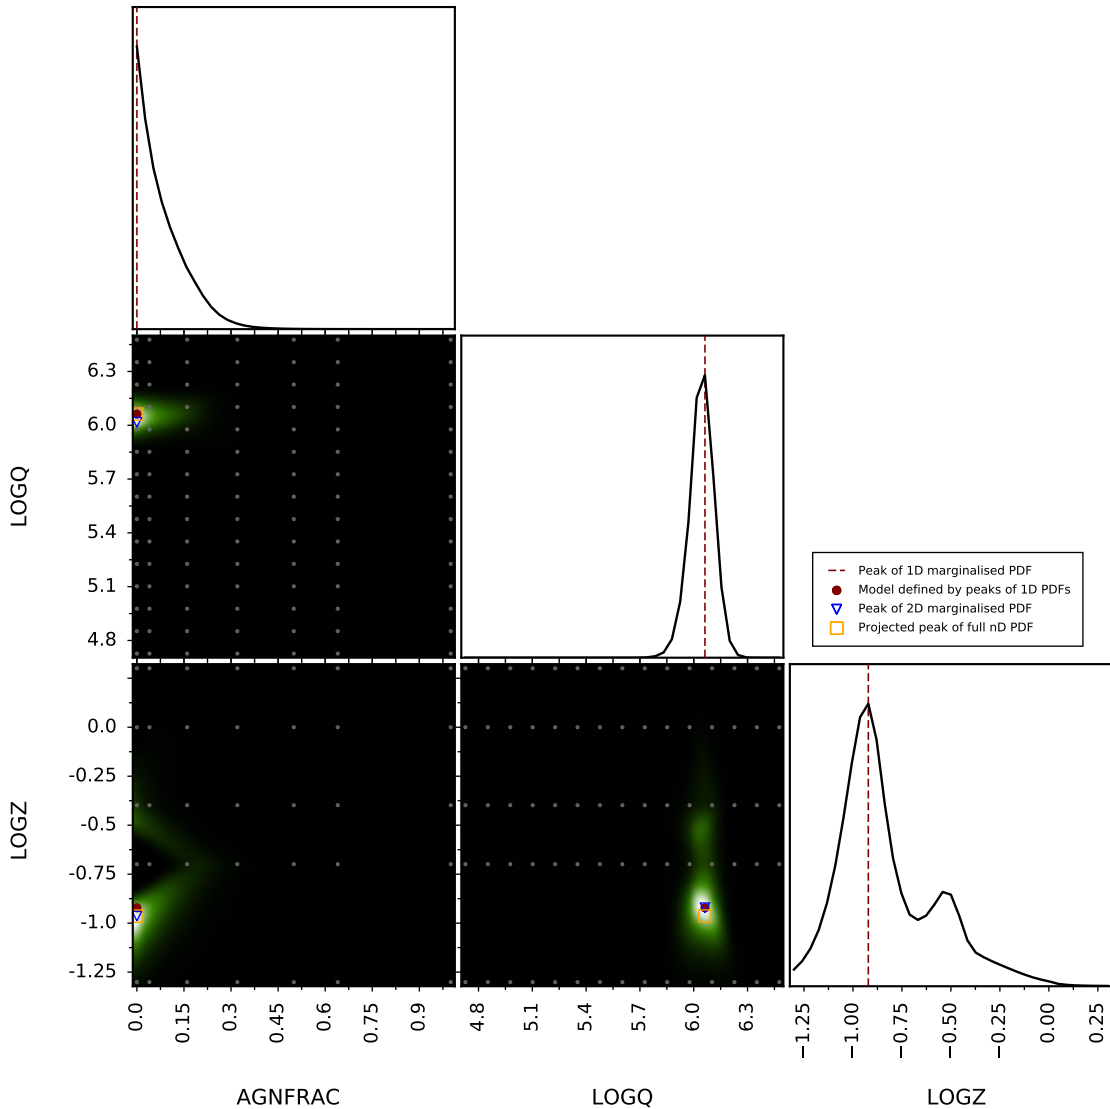 6.3
6.0
5.7
5.4
5.1
4.8
LOGQ
Peak of 1D marginalised PDF
Model defined by peaks of 1D PDFs
Peak of 2D marginalised PDF
Projected peak of full nD PDF
0.0
-0.25
-0.5
-0.75
-1.0
-1.25
LOGZ
0.0 0.15 0.3 0.45 0.6 0.75 0.9
4.8 5.1 5.4 5.7 6.0 6.3
−1.25 −1.00 −0.75 −0.50 −0.25 0.00 0.25
AGNFRAC LOGQ LOGZ